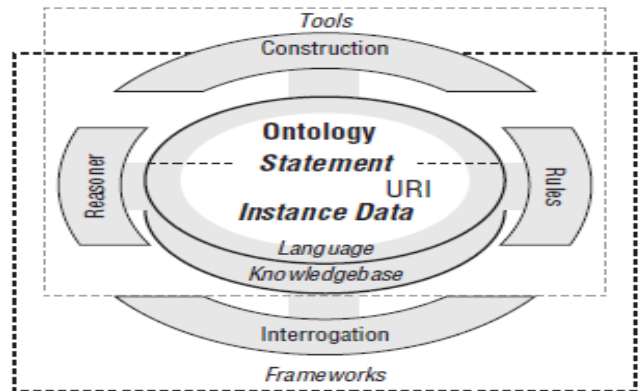 Tools
Construction
Ontology
Statement
URI
Instance Data
Reasoner
Rules
Language
Knowledgebase
Interrogation
Frameworks